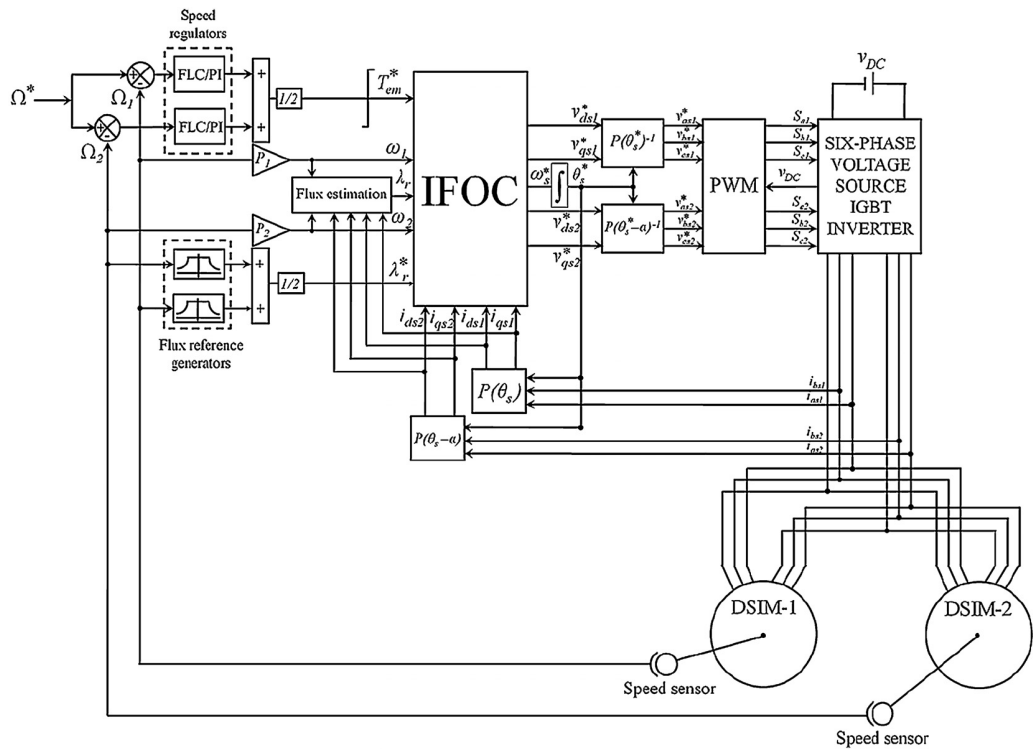 Speed
regulators
Ω*
Ω1
Ω2
FLC/PI
FLC/PI
+
-
+
-
+
+
1/2
T*em
P1
P2
ω1
λr
ω2
Flux estimation
+
+
1/2
λ*r
Flux reference
generators
IFOC
ids2
iqs2
ids1
iqs1
v*ds1
v*qs1
ω*s
∫
θ*s
v*ds2
v*qs2
P(θ*s)-1
P(θ*s-α)-1
v*as1
v*bs1
v*cs1
v*as2
v*bs2
v*cs2
PWM
Sa1
Sb1
Sc1
vDC
Sc2
Sb2
Sc2
vDC
SIX-PHASE
VOLTAGE
SOURCE
IGBT
INVERTER
P(θs)
P(θs-α)
ibs1
ias1
ibs2
ias2
DSIM-1
DSIM-2
Speed sensor
Speed sensor